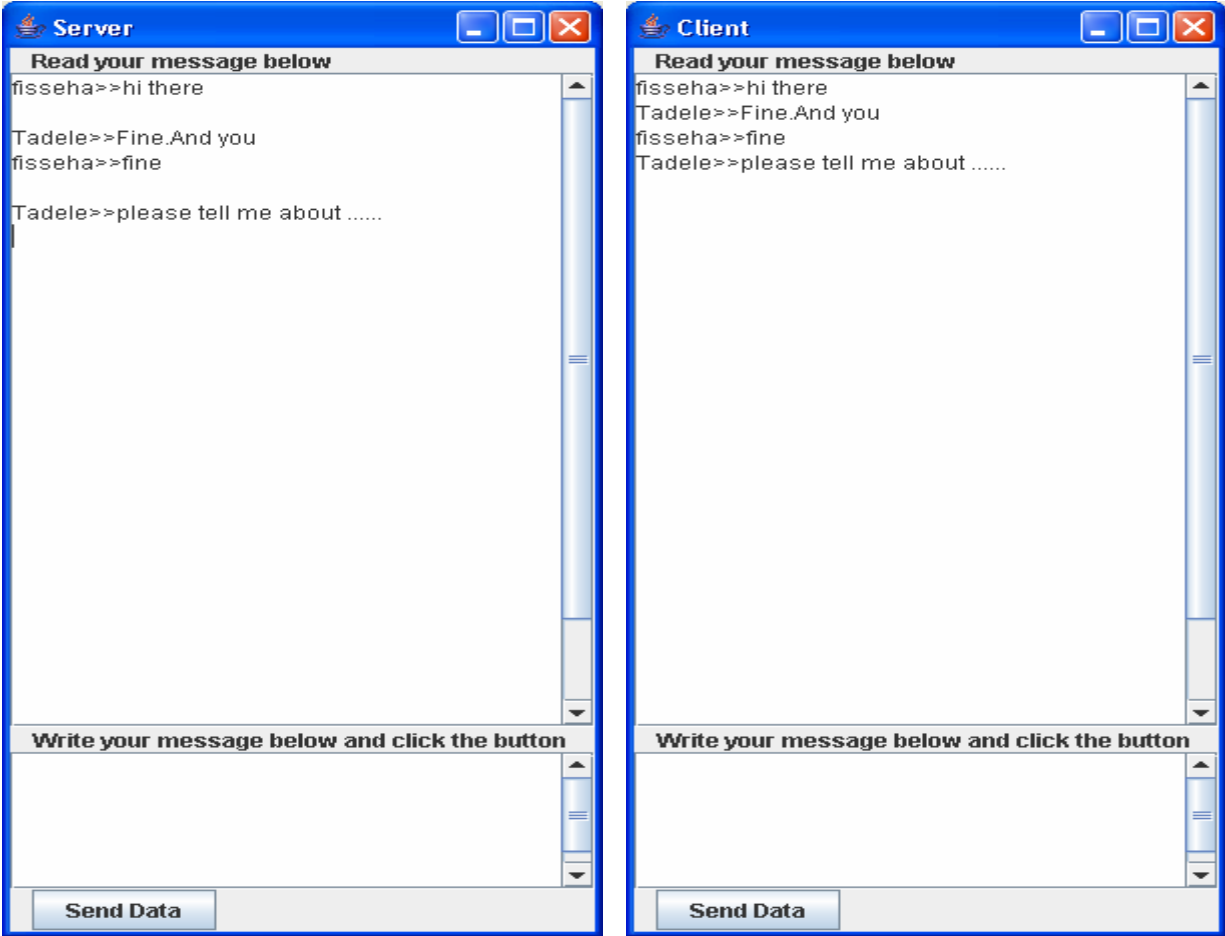 Server
Read your message below
fisseha>>hi there
Tadele>>Fine.And you
fisseha>>fine
Tadele>>please tell me about ......
Write your message below and click the button
Send Data
Client
Read your message below
fisseha>>hi there
Tadele>>Fine.And you
fisseha>>fine
Tadele>>please tell me about ......
Write your message below and click the button
Send Data